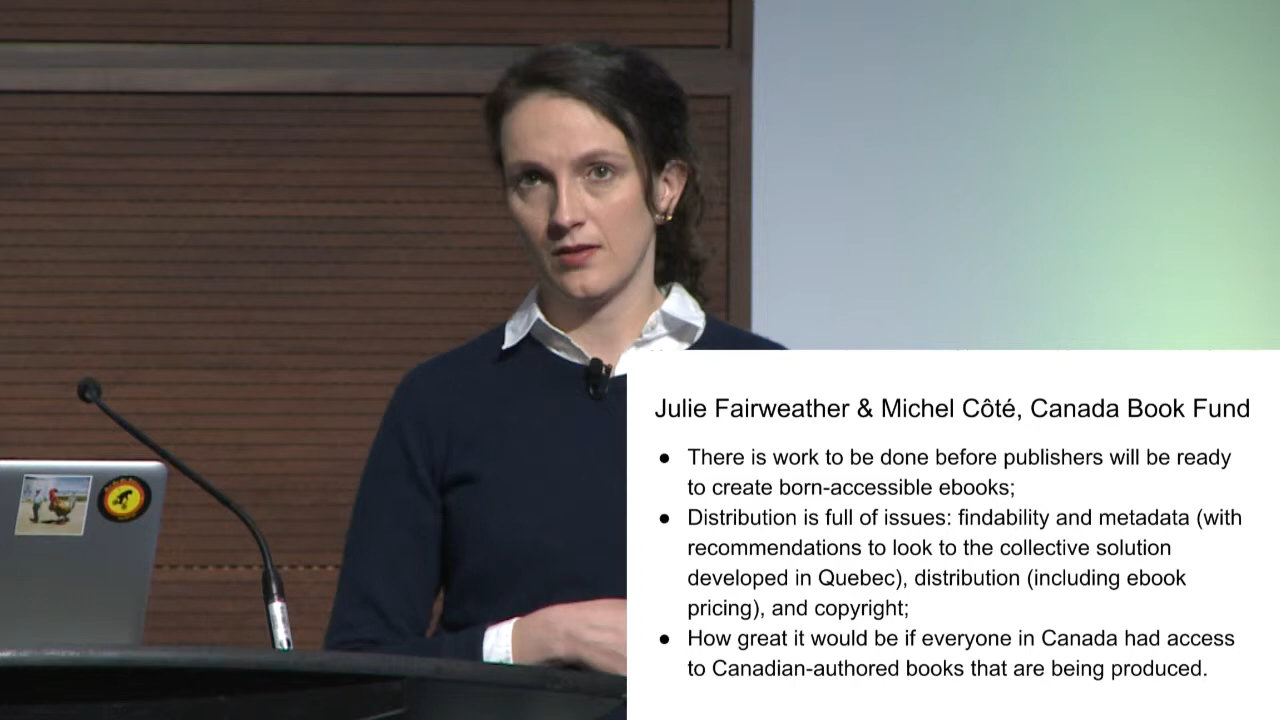 Julie Fairweather & Michel Côté, Canada Book Fund
● There is work to be done before publishers will be ready
to create born-accessible ebooks;
● Distribution is full of issues: findability and metadata (with
recommendations to look to the collective solution
developed in Quebec), distribution (including ebook
pricing), and copyright;
● How great it would be if everyone in Canada had access
to Canadian-authored books that are being produced.